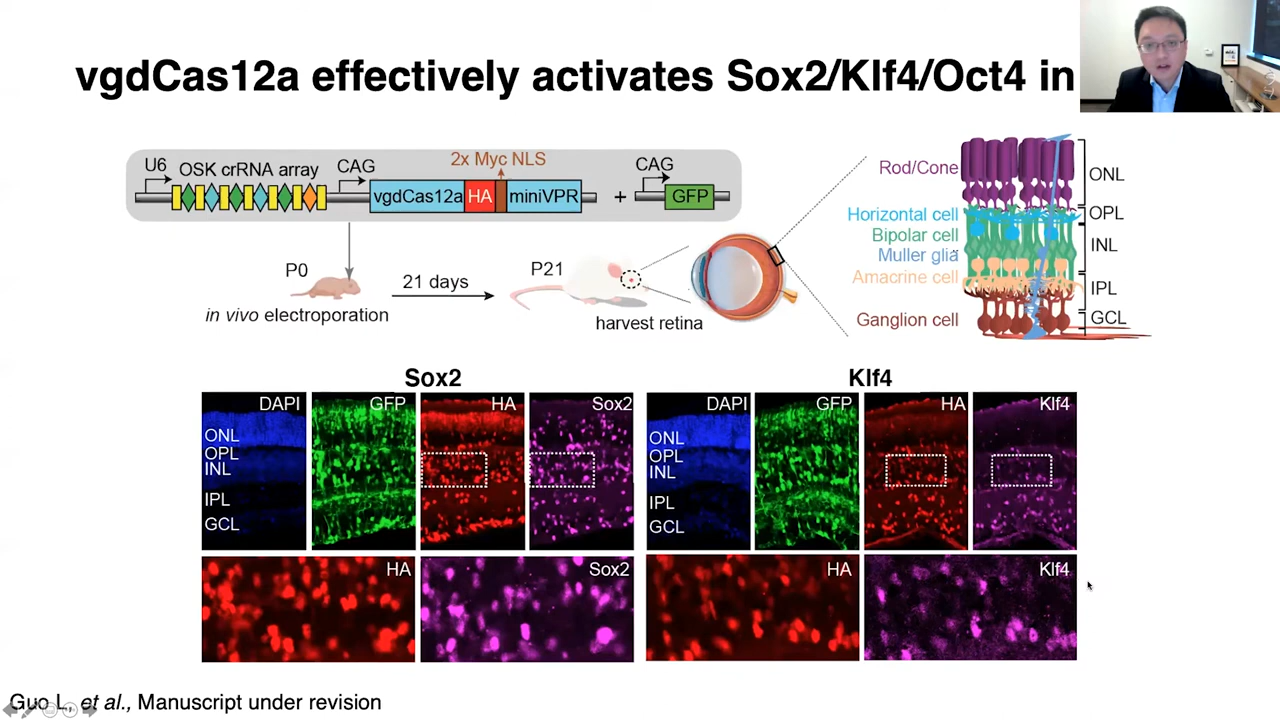 vgdCas12a effectively activates Sox2/Klf4/Oct4 in
U6
OSK crRNA array
CAG
2x Myc NLS
vgdCas12a
HA
miniVPR
+
CAG
GFP
P0
in vivo electroporation
21 days
P21
harvest retina
Rod/Cone
Horizontal cell
Bipolar cell
Muller glia
Amacrine cell
Ganglion cell
ONL
OPL
INL
IPL
GCL
Sox2
DAPI
GFP
HA
Sox2
ONL
OPL
INL
IPL
GCL
HA
Sox2
Klf4
DAPI
GFP
HA
Klf4
ONL
OPL
INL
IPL
GCL
HA
Klf4
Guo L, et al., Manuscript under revision